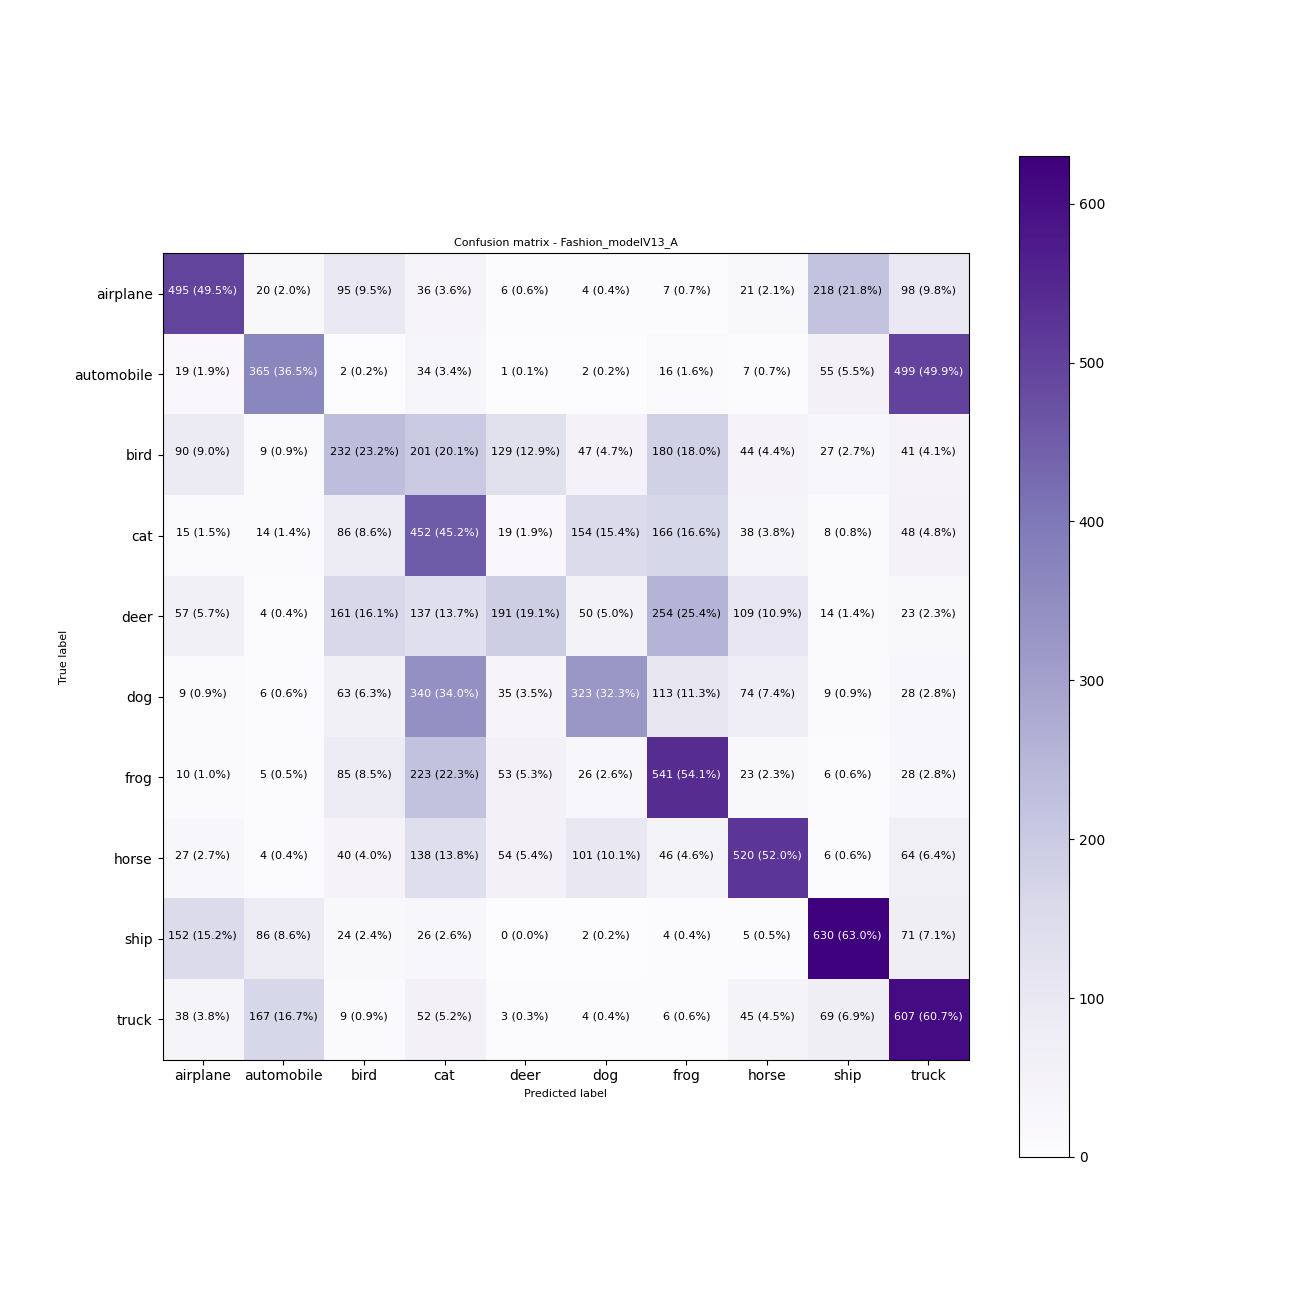 Confusion matrix - Fashion_modelV13_A
600
500
400
300
200
100
0
True label
airplane 495 (49.5%) 20 (2.0%) 95 (9.5%) 36 (3.6%) 6 (0.6%) 4 (0.4%) 7 (0.7%) 21 (2.1%) 218 (21.8%) 98 (9.8%)
automobile 19 (1.9%) 365 (36.5%) 2 (0.2%) 34 (3.4%) 1 (0.1%) 2 (0.2%) 16 (1.6%) 7 (0.7%) 55 (5.5%) 499 (49.9%)
bird 90 (9.0%) 9 (0.9%) 232 (23.2%) 201 (20.1%) 129 (12.9%) 47 (4.7%) 180 (18.0%) 44 (4.4%) 27 (2.7%) 41 (4.1%)
cat 15 (1.5%) 14 (1.4%) 86 (8.6%) 452 (45.2%) 19 (1.9%) 154 (15.4%) 166 (16.6%) 38 (3.8%) 8 (0.8%) 48 (4.8%)
deer 57 (5.7%) 4 (0.4%) 161 (16.1%) 137 (13.7%) 191 (19.1%) 50 (5.0%) 254 (25.4%) 109 (10.9%) 14 (1.4%) 23 (2.3%)
dog 9 (0.9%) 6 (0.6%) 63 (6.3%) 340 (34.0%) 35 (3.5%) 323 (32.3%) 113 (11.3%) 74 (7.4%) 9 (0.9%) 28 (2.8%)
frog 10 (1.0%) 5 (0.5%) 85 (8.5%) 223 (22.3%) 53 (5.3%) 26 (2.6%) 541 (54.1%) 23 (2.3%) 6 (0.6%) 28 (2.8%)
horse 27 (2.7%) 4 (0.4%) 40 (4.0%) 138 (13.8%) 54 (5.4%) 101 (10.1%) 46 (4.6%) 520 (52.0%) 6 (0.6%) 64 (6.4%)
ship 152 (15.2%) 86 (8.6%) 24 (2.4%) 26 (2.6%) 0 (0.0%) 2 (0.2%) 4 (0.4%) 5 (0.5%) 630 (63.0%) 71 (7.1%)
truck 38 (3.8%) 167 (16.7%) 9 (0.9%) 52 (5.2%) 3 (0.3%) 4 (0.4%) 6 (0.6%) 45 (4.5%) 69 (6.9%) 607 (60.7%)
airplane automobile bird cat deer dog frog horse ship truck
Predicted label